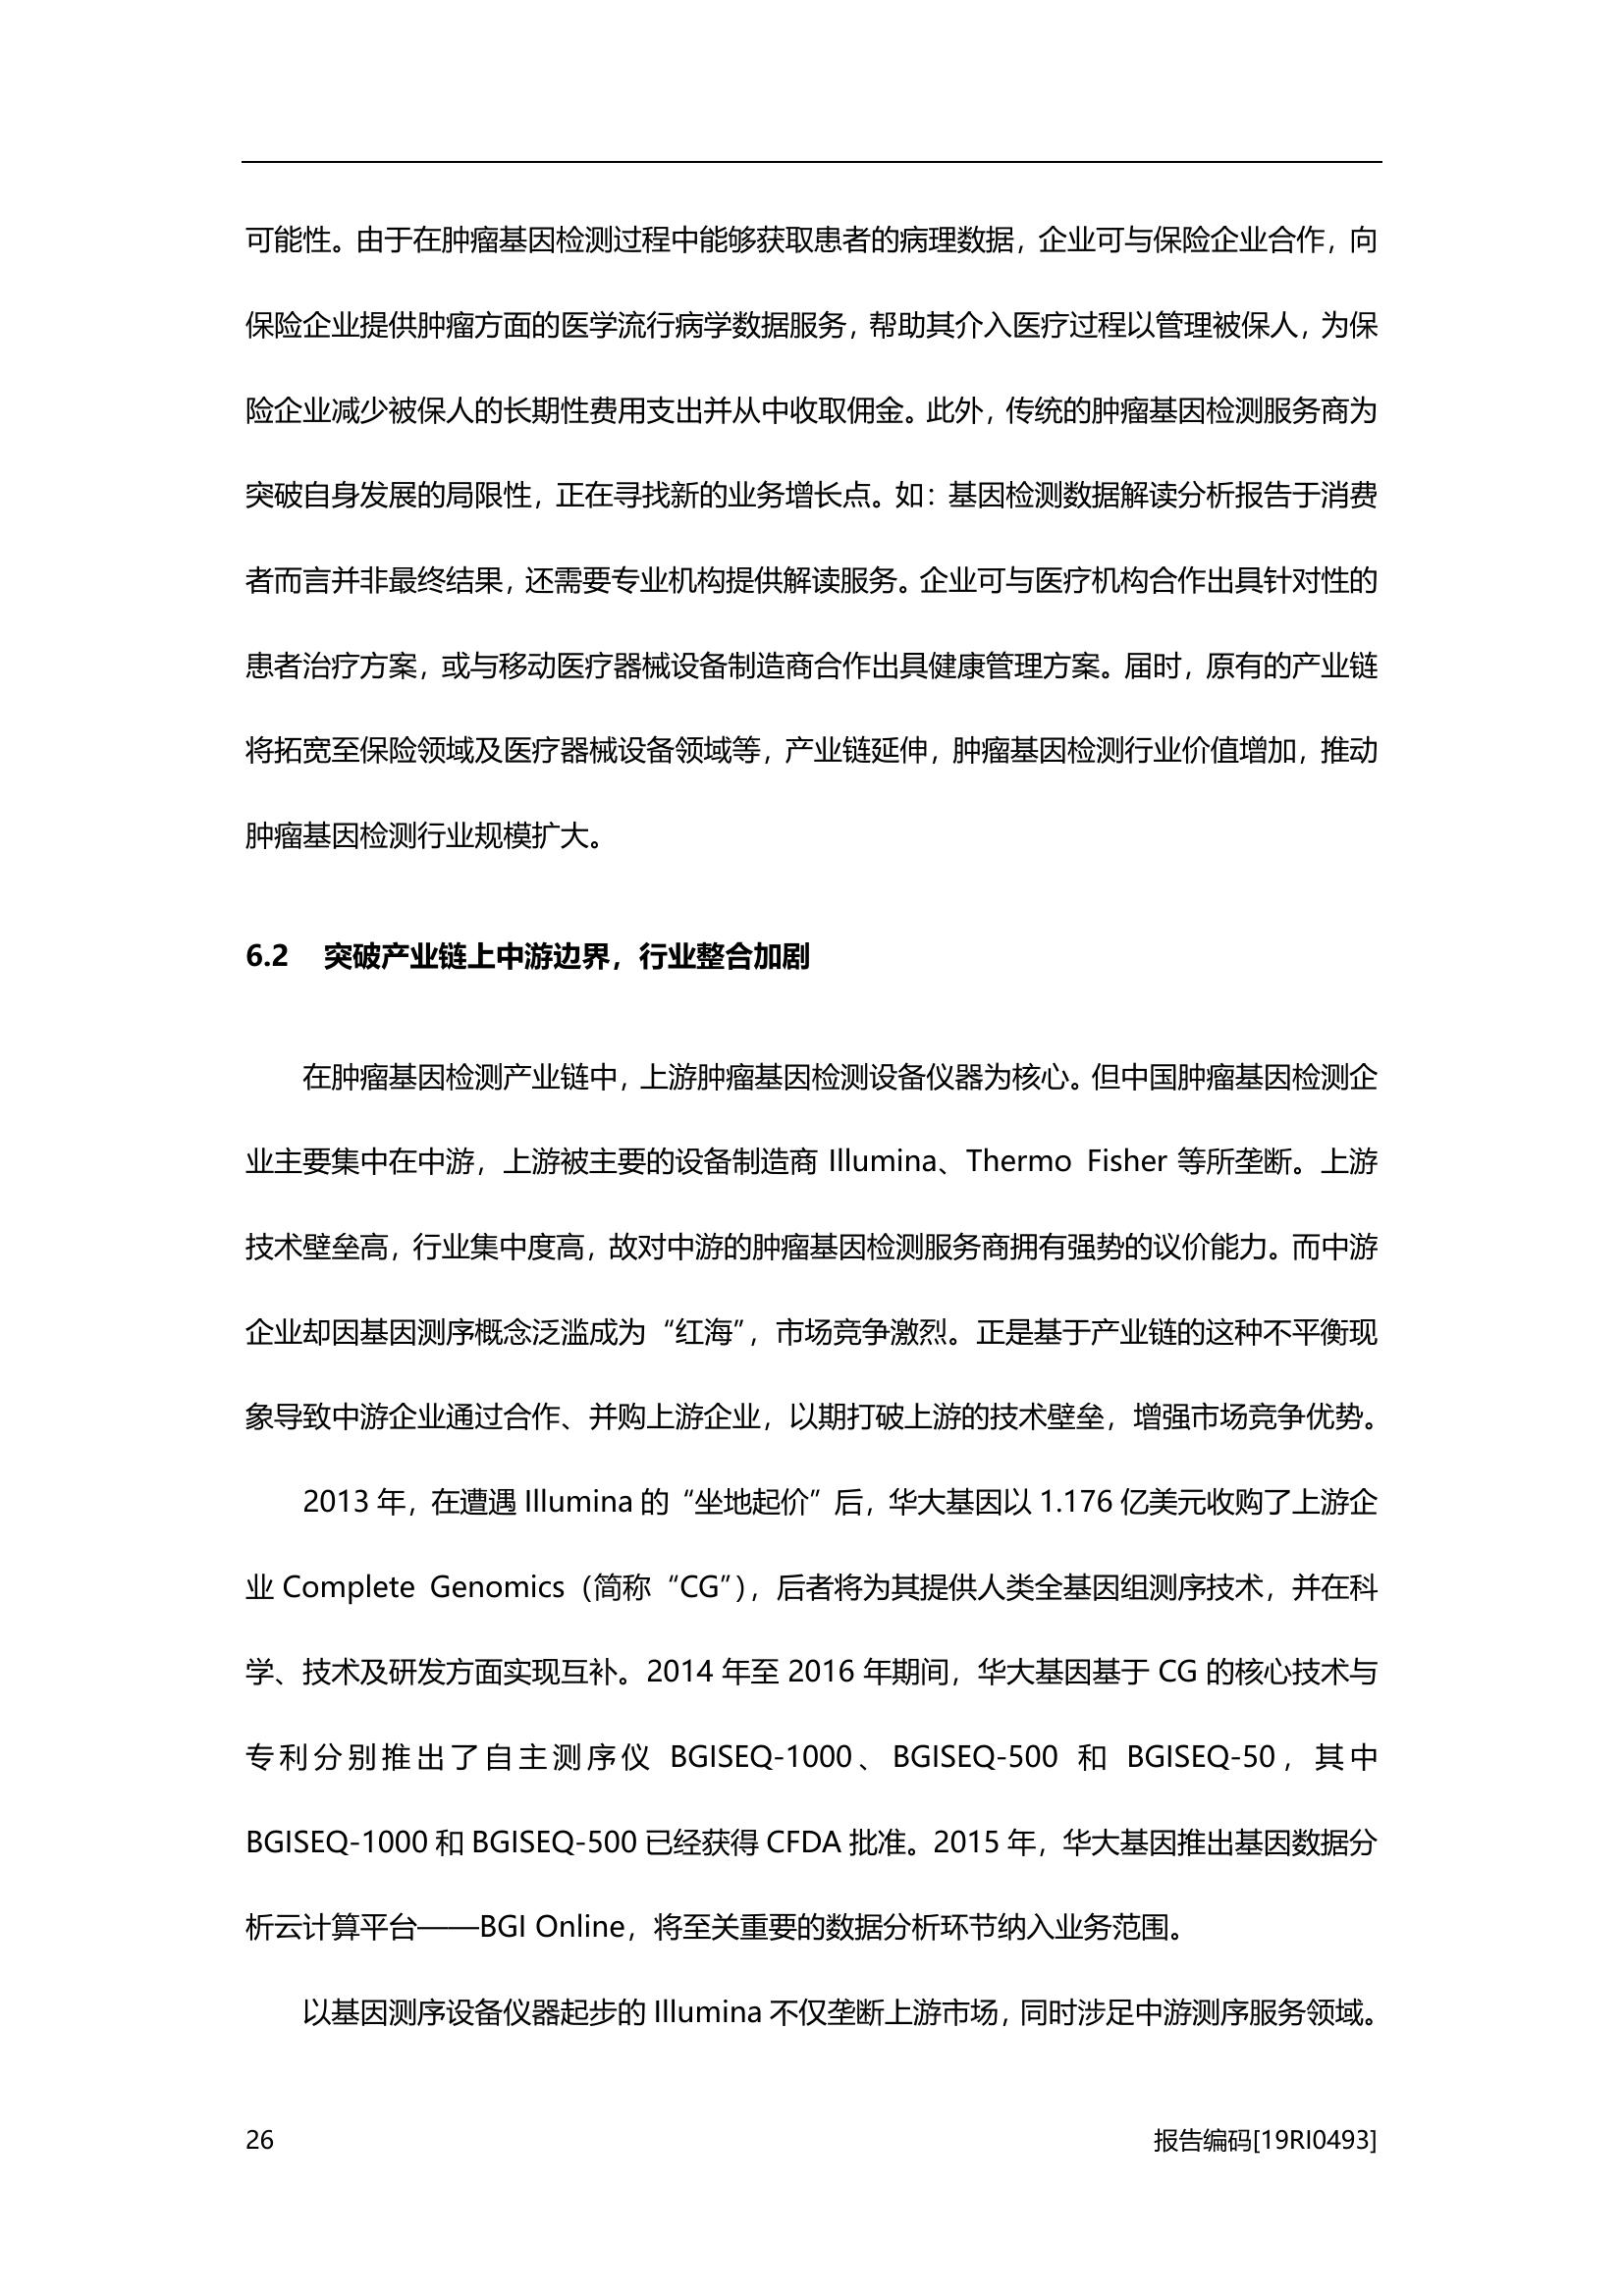 可能性。由于在肿瘤基因检测过程中能够获取患者的病理数据，企业可与保险企业合作，向
保险企业提供肿瘤方面的医学流行病学数据服务，帮助其介入医疗过程以管理被保人，为保
险企业减少被保人的长期性费用支出并从中收取佣金。此外，传统的肿瘤基因检测服务商为
突破自身发展的局限性，正在寻找新的业务增长点。如：基因检测数据解读分析报告于消费
者而言并非最终结果，还需要专业机构提供解读服务。企业可与医疗机构合作出具针对性的
患者治疗方案，或与移动医疗器械设备制造商合作出具健康管理方案。届时，原有的产业链
将拓宽至保险领域及医疗器械设备领域等，产业链延伸，肿瘤基因检测行业价值增加，推动
肿瘤基因检测行业规模扩大。
6.2 突破产业链上中游边界，行业整合加剧
在肿瘤基因检测产业链中，上游肿瘤基因检测设备仪器为核心。但中国肿瘤基因检测企
业主要集中在中游，上游被主要的设备制造商 Illumina、Thermo Fisher 等所垄断。上游
技术壁垒高，行业集中度高，故对中游的肿瘤基因检测服务商拥有强势的议价能力。而中游
企业却因基因测序概念泛滥成为“红海”，市场竞争激烈。正是基于产业链的这种不平衡现
象导致中游企业通过合作、并购上游企业，以期打破上游的技术壁垒，增强市场竞争优势。
2013 年，在遭遇 Illumina 的“坐地起价”后，华大基因以 1.176 亿美元收购了上游企
业 Complete Genomics（简称“CG”），后者将为其提供人类全基因组测序技术，并在科
学、技术及研发方面实现互补。2014 年至 2016 年期间，华大基因基于 CG 的核心技术与
专利分别推出了自主测序仪 BGISEQ-1000、BGISEQ-500 和 BGISEQ-50，其中
BGISEQ-1000 和 BGISEQ-500 已经获得 CFDA 批准。2015 年，华大基因推出基因数据分
析云计算平台——BGI Online，将至关重要的数据分析环节纳入业务范围。
以基因测序设备仪器起步的 Illumina 不仅垄断上游市场，同时涉足中游测序服务领域。
26 报告编码[19RI0493]